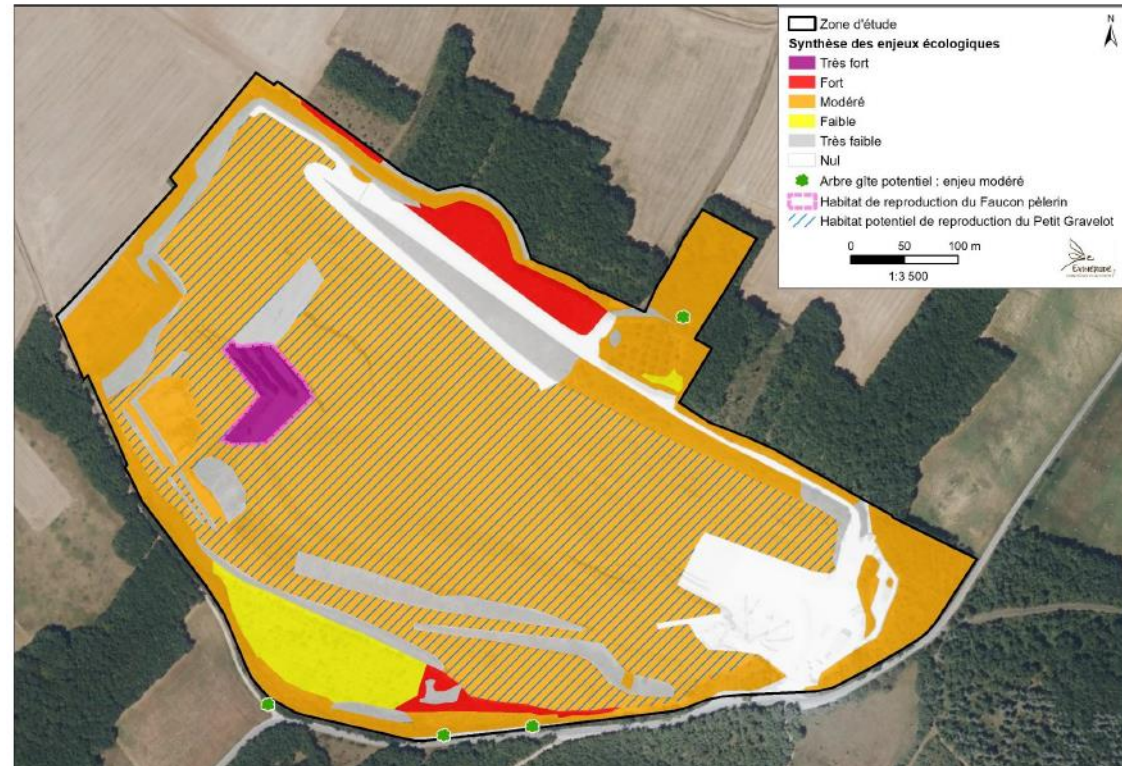 Zone d'étude
N
Synthèse des enjeux écologiques
Très fort
Fort
Modéré
Faible
Très faible
Nul
Arbre gîte potentiel : enjeu modéré
Habitat de reproduction du Faucon pèlerin
Habitat potentiel de reproduction du Petit Gravelot
0 50 100 m
1:3 500